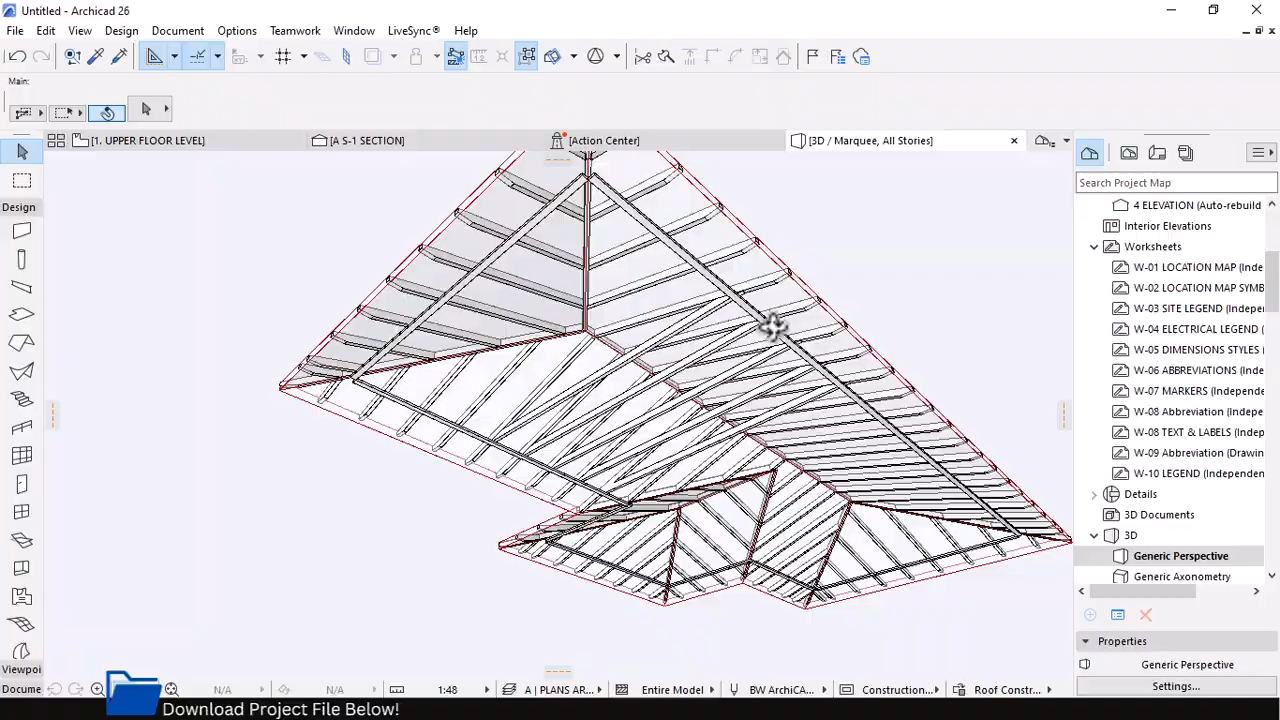 Untitled - Archicad 26
File Edit View Design Document Options Teamwork Window LiveSync® Help
Main:
[1. UPPER FLOOR LEVEL] [A S-1 SECTION] [Action Center] [3D / Marquee, All Stories]
Search Project Map
4 ELEVATION (Auto-rebuild
Interior Elevations
Worksheets
W-01 LOCATION MAP (Inde
W-02 LOCATION MAP SYMB
W-03 SITE LEGEND (Indepe
W-04 ELECTRICAL LEGEND (
W-05 DIMENSIONS STYLES (
W-06 ABBREVIATIONS (Inde
W-07 MARKERS (Independe
W-08 Abbreviation (Indepe
W-08 TEXT & LABELS (Indep
W-09 Abbreviation (Drawin
W-10 LEGEND (Independen
Details
3D Documents
3D
Generic Perspective
Generic Axonometry
Properties
Generic Perspective
Settings...
Design
Viewpoi
Docume
N/A N/A 1:48 A | PLANS AR... Entire Model BW ArchiCA... Construction... Roof Constr...
Download Project File Below!